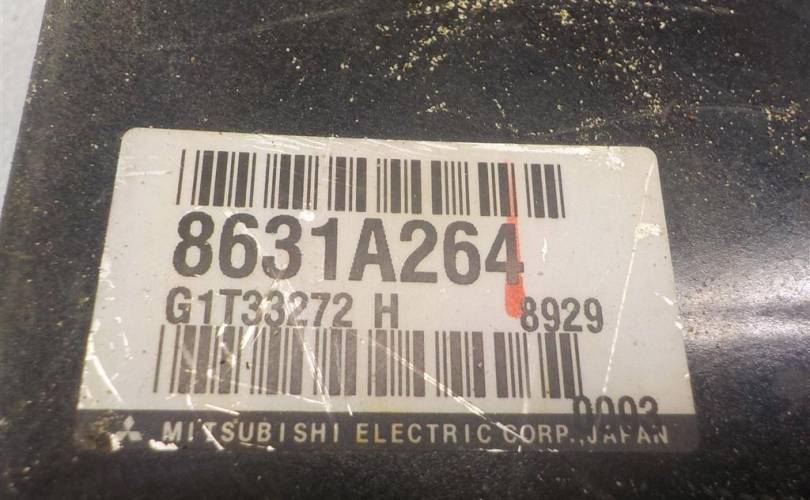 8631A264
G1T33272 H 8929
0003
MITSUBISHI ELECTRIC CORP.,JAPAN